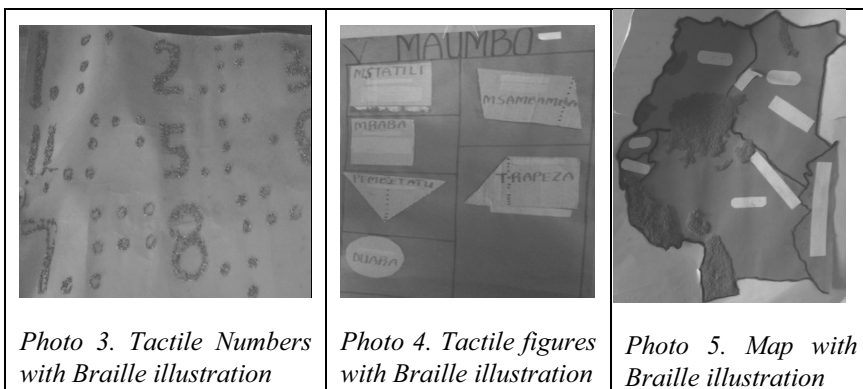 1 2 3
4 5
7 8
MAUMBO
MSTATILI
MSAMBAMBA
MRABA
PEMBETATU
TRAPEZA
DUARA
Photo 3. Tactile Numbers
with Braille illustration
Photo 4. Tactile figures
with Braille illustration
Photo 5. Map with
Braille illustration